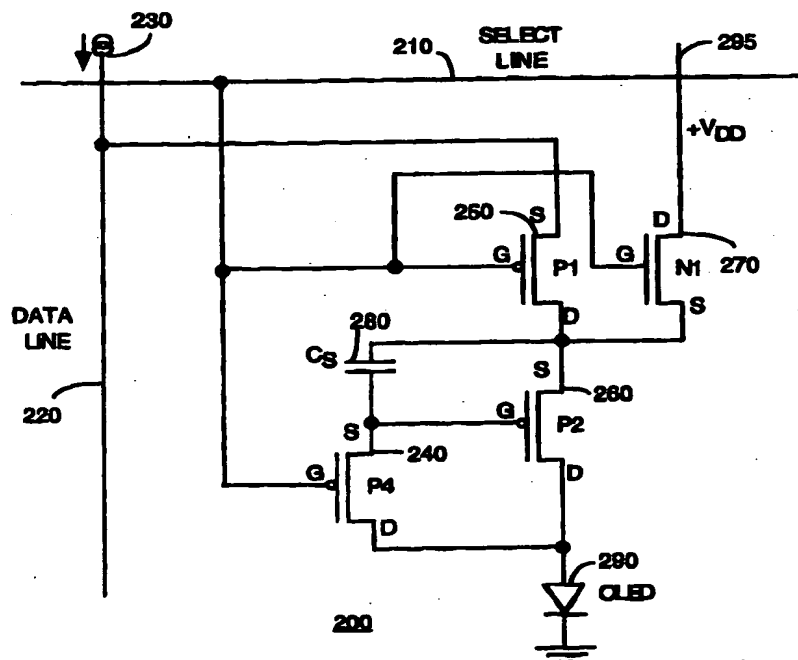 230
210
SELECT
LINE
295
+VDD
250
S
D
G
P1
G
N1
270
D
S
DATA
LINE
280
CS
S
260
220
S
240
G
P2
G
P4
D
D
290
OLED
200